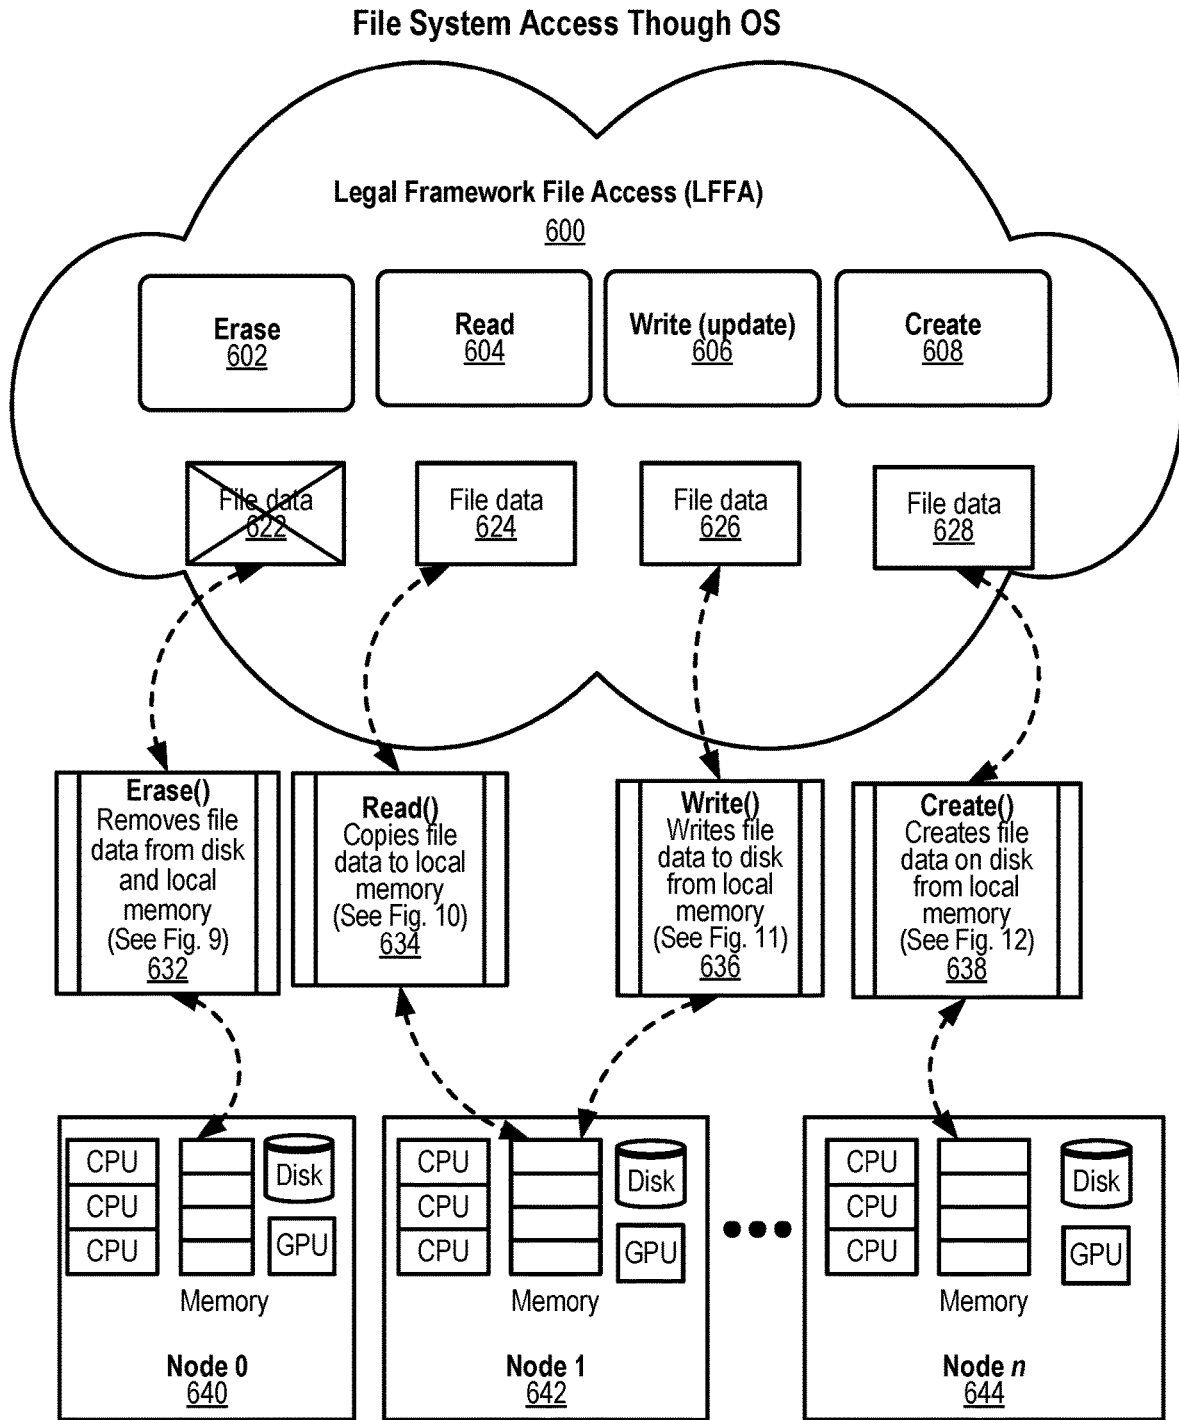 File System Access Though OS
Legal Framework File Access (LFFA)
600
Erase
602
Read
604
Write (update)
606
Create
608
File data
622
File data
624
File data
626
File data
628
Erase()
Removes file
data from disk
and local
memory
(See Fig. 9)
632
Read()
Copies file
data to local
memory
(See Fig. 10)
634
Write()
Writes file
data to disk
from local
memory
(See Fig. 11)
636
Create()
Creates file
data on disk
from local
memory
(See Fig. 12)
638
CPU
CPU
CPU
Disk
GPU
Memory
Node 0
640
CPU
CPU
CPU
Disk
GPU
Memory
Node 1
642
CPU
CPU
CPU
Disk
GPU
Memory
Node n
644